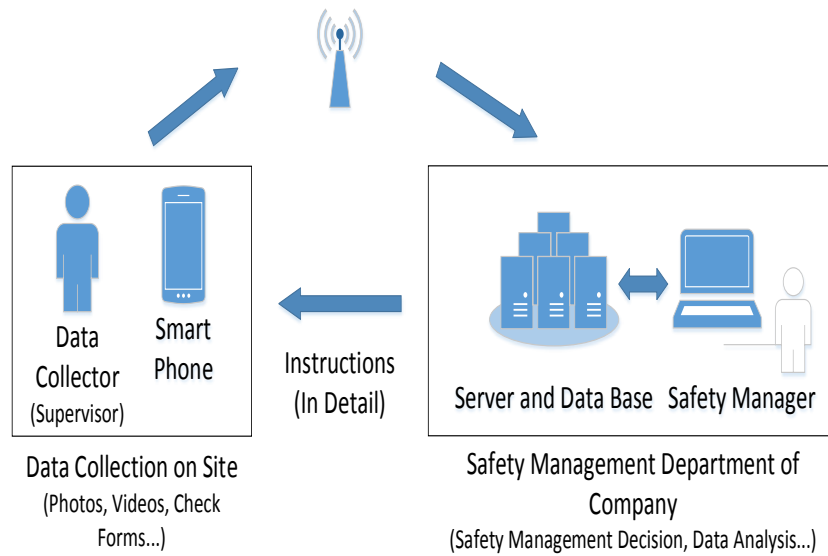 Data
Collector
(Supervisor)
Smart
Phone
Data Collection on Site
(Photos, Videos, Check
Forms...)
Instructions
(In Detail)
Server and Data Base
Safety Manager
Safety Management Department of
Company
(Safety Management Decision, Data Analysis...)